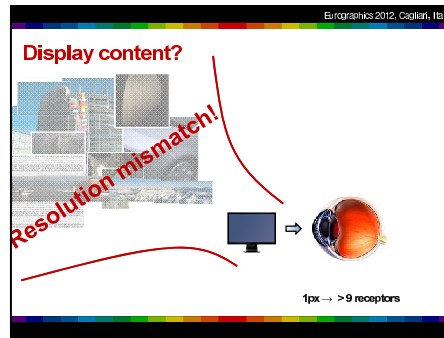 Eurographics 2012, Cagliari, Ita
Display content?
Resolution mismatch!
1px → > 9 receptors